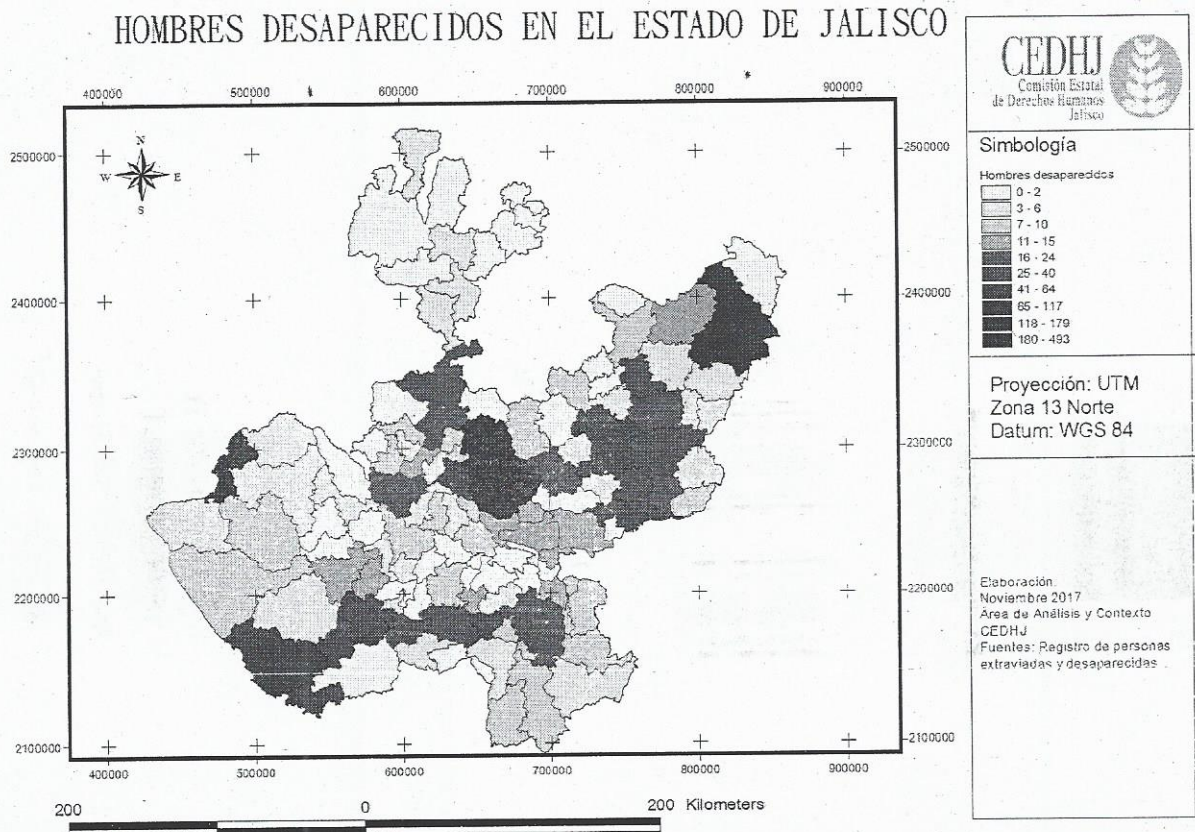 HOMBRES DESAPARECIDOS EN EL ESTADO DE JALISCO
CEDHJ
Comisión Estatal
de Derechos Humanos
Jalisco
400000 500000 600000 700000 800000 900000
N
W E
S
2500000 2500000
2400000 2400000
2300000 2300000
2200000 2200000
2100000 2100000
400000 500000 600000 700000 800000 900000
200 0 200 Kilometers
Simbología
Hombres desaparecidos
0 - 2
3 - 6
7 - 10
11 - 15
16 - 24
25 - 40
41 - 64
65 - 117
118 - 179
180 - 493
Proyección: UTM
Zona 13 Norte
Datum: WGS 84
Elaboración
Noviembre 2017
Área de Análisis y Contexto
CEDHJ
Fuentes: Registro de personas
extraviadas y desaparecidas